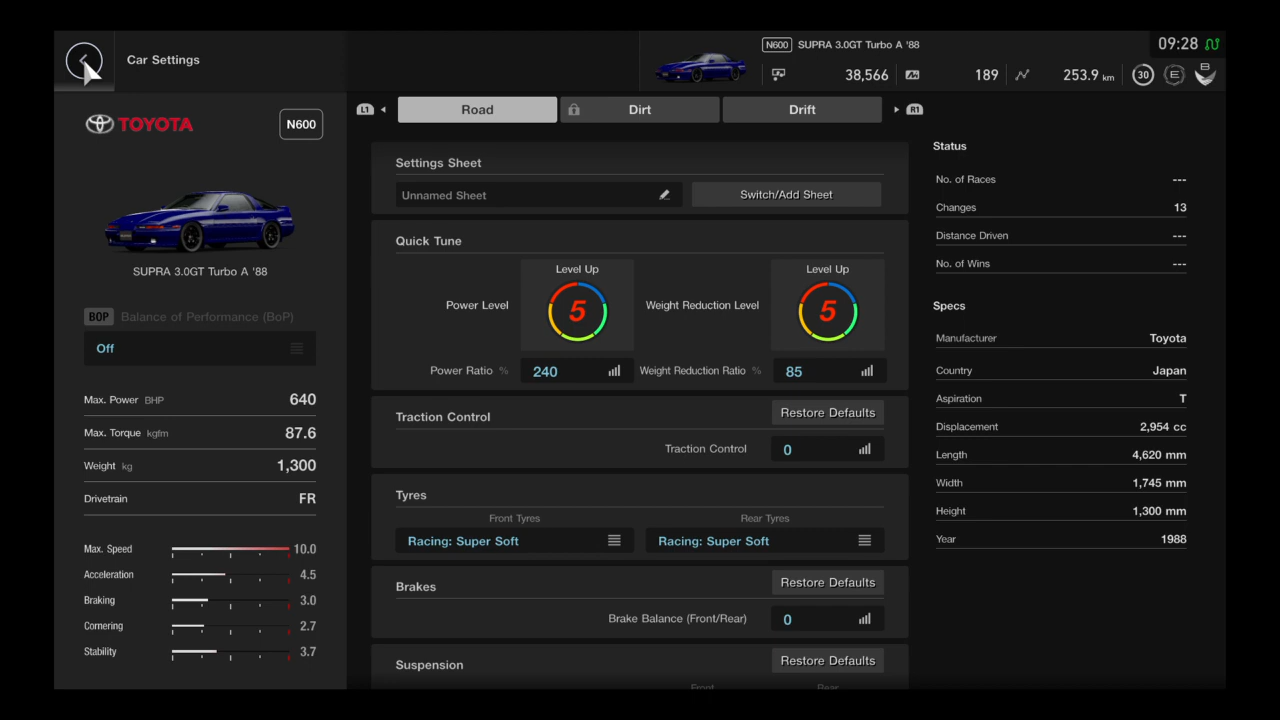 Car Settings
N600 SUPRA 3.0GT Turbo A '88
09:28
38,566
189
253.9 km
30
E
B
TOYOTA
N600
SUPRA 3.0GT Turbo A '88
BOP Balance of Performance (BoP)
Off
Max. Power BHP 640
Max. Torque kgfm 87.6
Weight kg 1,300
Drivetrain FR
Max. Speed 10.0
Acceleration 4.5
Braking 3.0
Cornering 2.7
Stability 3.7
L1 Road Dirt Drift R1
Settings Sheet
Unnamed Sheet Switch/Add Sheet
Quick Tune
Level Up Level Up
Power Level 5 Weight Reduction Level 5
Power Ratio % 240 Weight Reduction Ratio % 85
Traction Control Restore Defaults
Traction Control 0
Tyres
Front Tyres Rear Tyres
Racing: Super Soft Racing: Super Soft
Brakes Restore Defaults
Brake Balance (Front/Rear) 0
Suspension Restore Defaults
Front Rear
Status
No. of Races ---
Changes 13
Distance Driven ---
No. of Wins ---
Specs
Manufacturer Toyota
Country Japan
Aspiration T
Displacement 2,954 cc
Length 4,620 mm
Width 1,745 mm
Height 1,300 mm
Year 1988